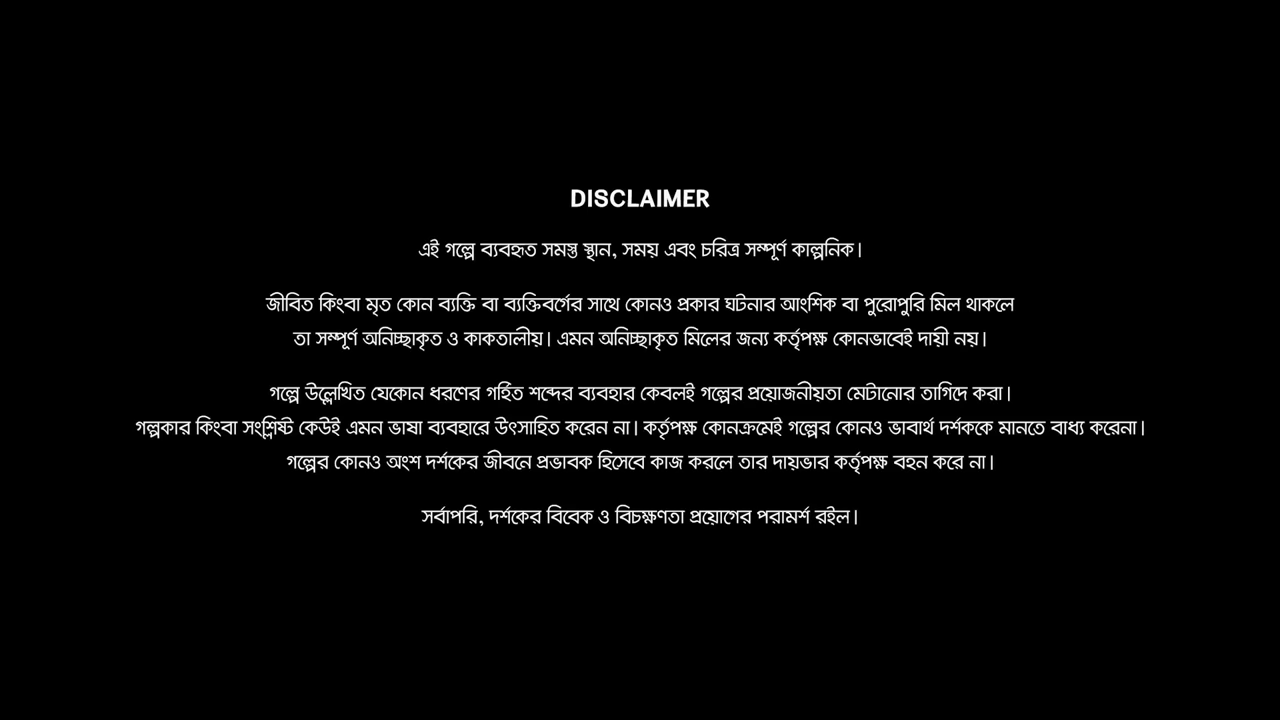 DISCLAIMER
এই গল্পে ব্যবহৃত সমস্ত স্থান, সময় এবং চরিত্র সম্পূর্ণ কাল্পনিক।
জীবিত কিংবা মৃত কোন ব্যক্তি বা ব্যক্তিবর্গের সাথে কোনও প্রকার ঘটনার আংশিক বা পুরোপুরি মিল থাকলে
তা সম্পূর্ণ অনিচ্ছাকৃত ও কাকতালীয়। এমন অনিচ্ছাকৃত মিলের জন্য কর্তৃপক্ষ কোনভাবেই দায়ী নয়।
গল্পে উল্লেখিত যেকোন ধরণের গর্হিত শব্দের ব্যবহার কেবলই গল্পের প্রয়োজনীয়তা মেটানোর তাগিদে করা।
গল্পকার কিংবা সংশ্লিষ্ট কেউই এমন ভাষা ব্যবহারে উৎসাহিত করেন না। কর্তৃপক্ষ কোনক্রমেই গল্পের কোনও ভাবার্থ দর্শককে মানতে বাধ্য করেনা।
গল্পের কোনও অংশ দর্শকের জীবনে প্রভাবক হিসেবে কাজ করলে তার দায়ভার কর্তৃপক্ষ বহন করে না।
সর্বাপরি, দর্শকের বিবেক ও বিচক্ষণতা প্রয়োগের পরামর্শ রইল।